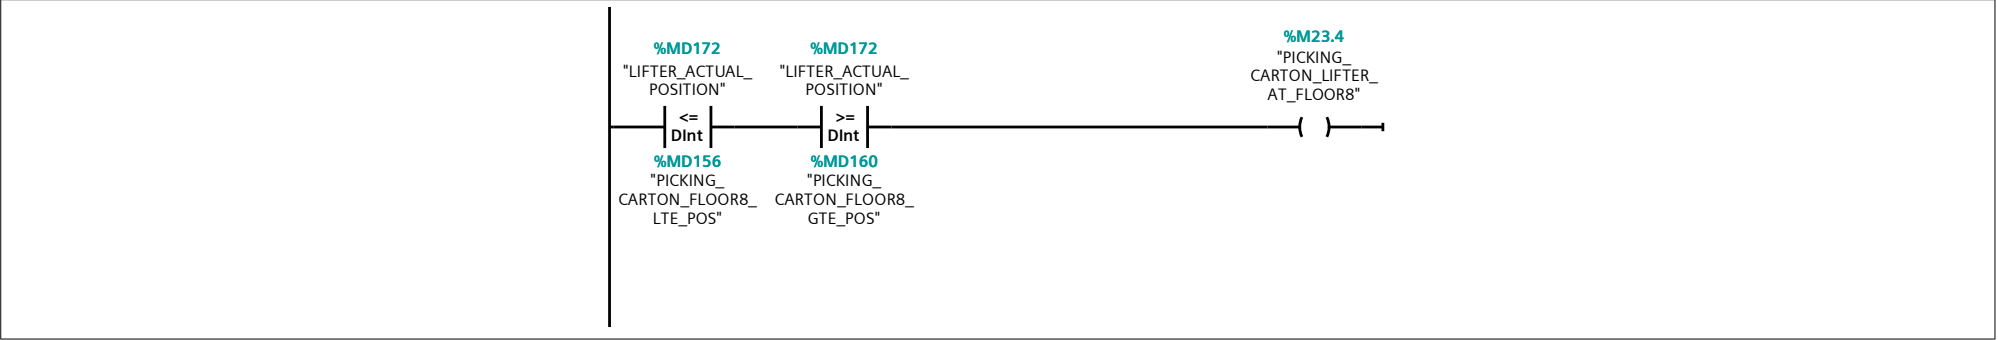 %MD172
"LIFTER_ACTUAL_
POSITION"
<=
DInt
%MD156
"PICKING_
CARTON_FLOOR8_
LTE_POS"
%MD172
"LIFTER_ACTUAL_
POSITION"
>=
DInt
%MD160
"PICKING_
CARTON_FLOOR8_
GTE_POS"
%M23.4
"PICKING_
CARTON_LIFTER_
AT_FLOOR8"